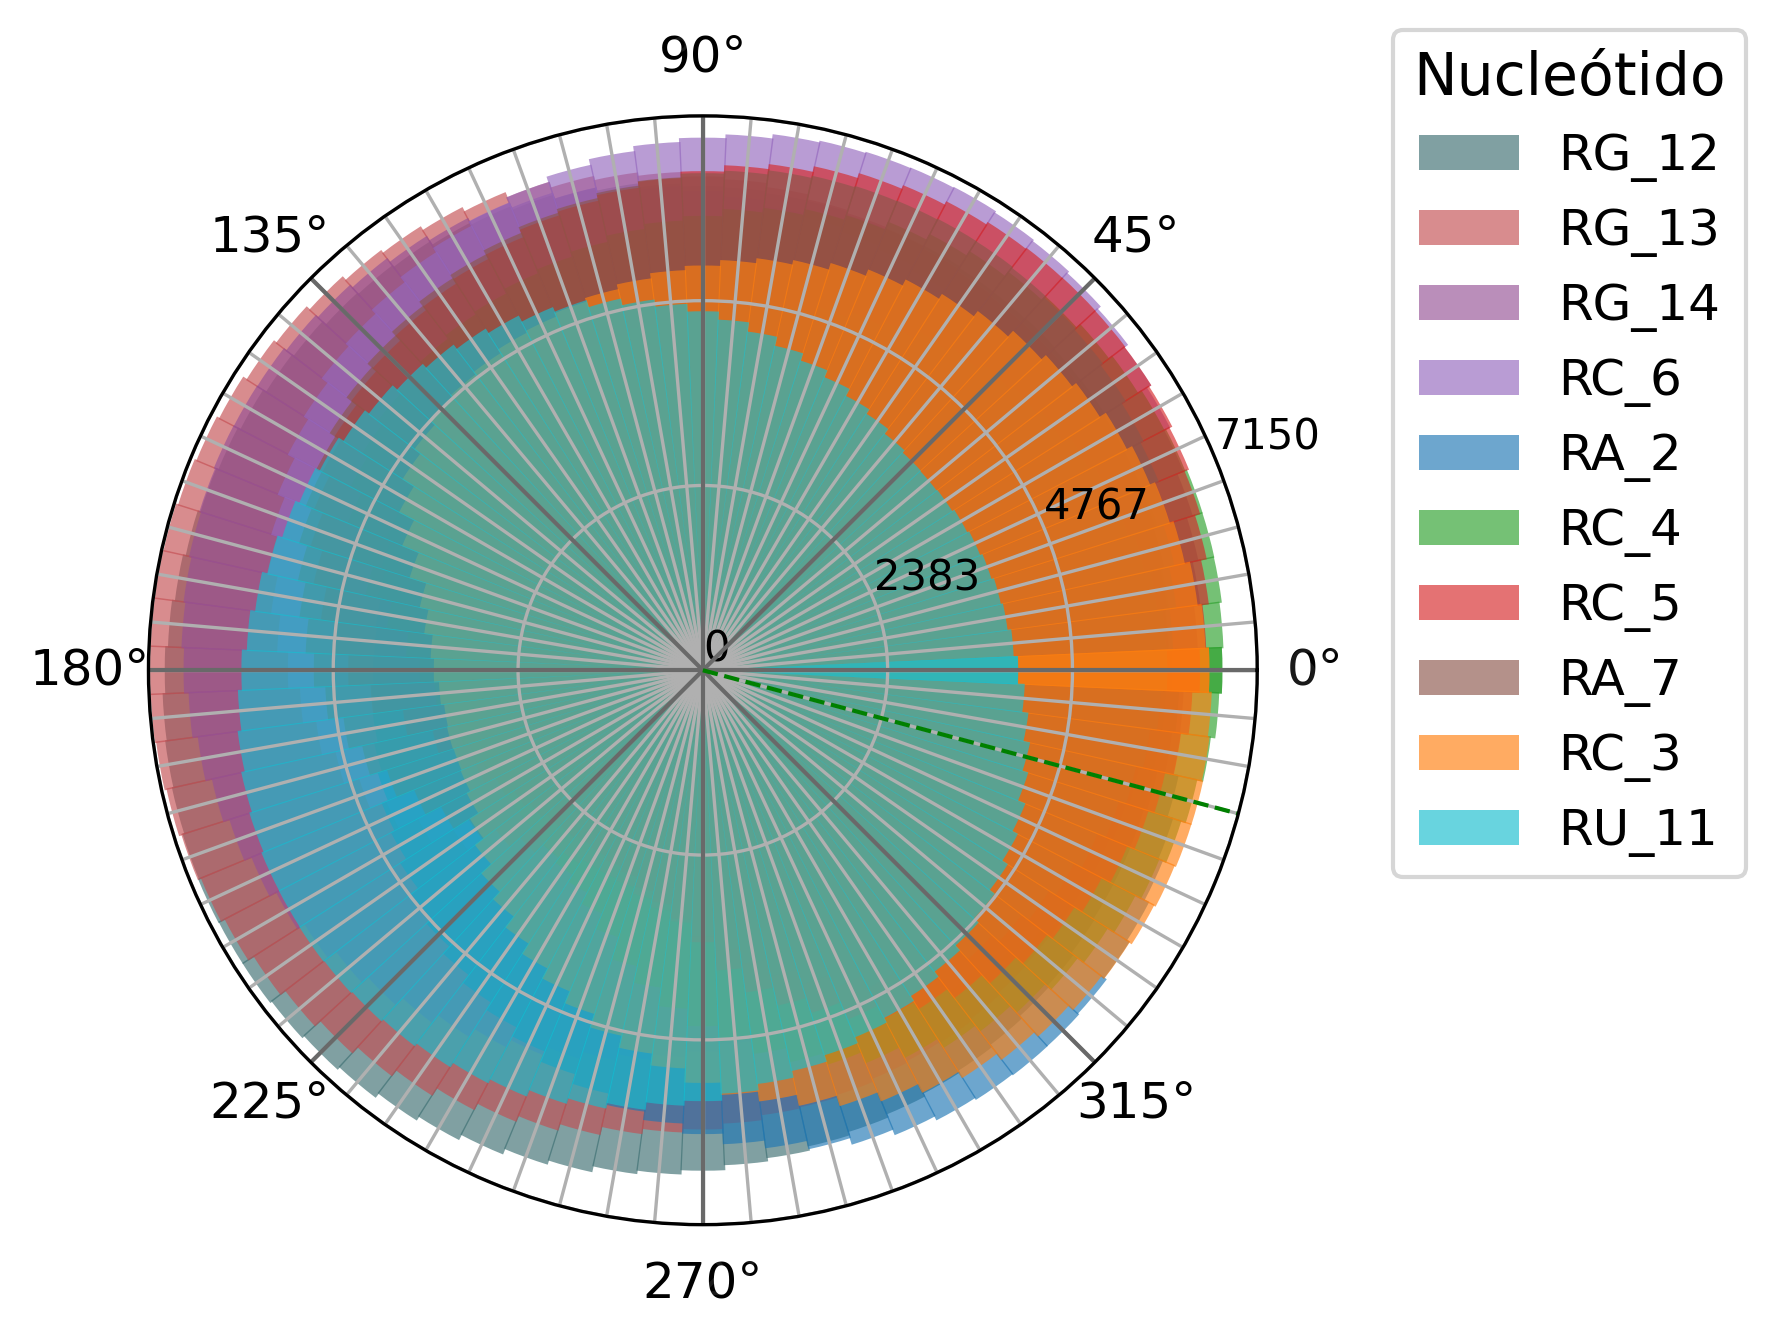 90°
135°
45°
7150
4767
2383
0
180°
0°
225°
315°
270°
Nucleótido
RG_12
RG_13
RG_14
RC_6
RA_2
RC_4
RC_5
RA_7
RC_3
RU_11